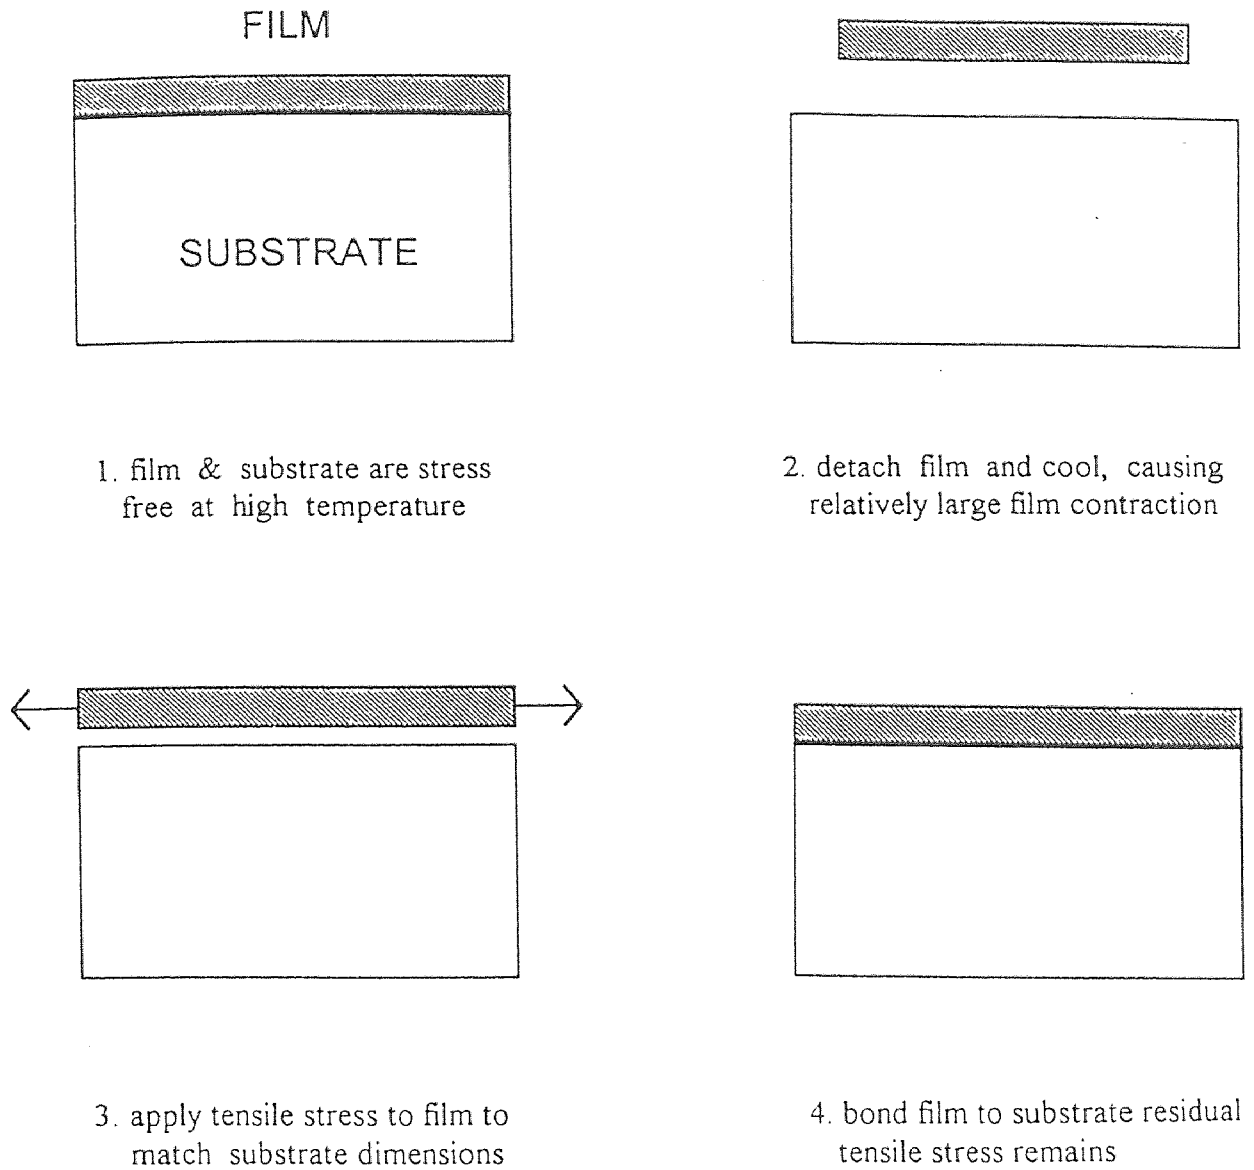 FILM
SUBSTRATE
1. film & substrate are stress
free at high temperature
2. detach film and cool, causing
relatively large film contraction
3. apply tensile stress to film to
match substrate dimensions
4. bond film to substrate residual
tensile stress remains